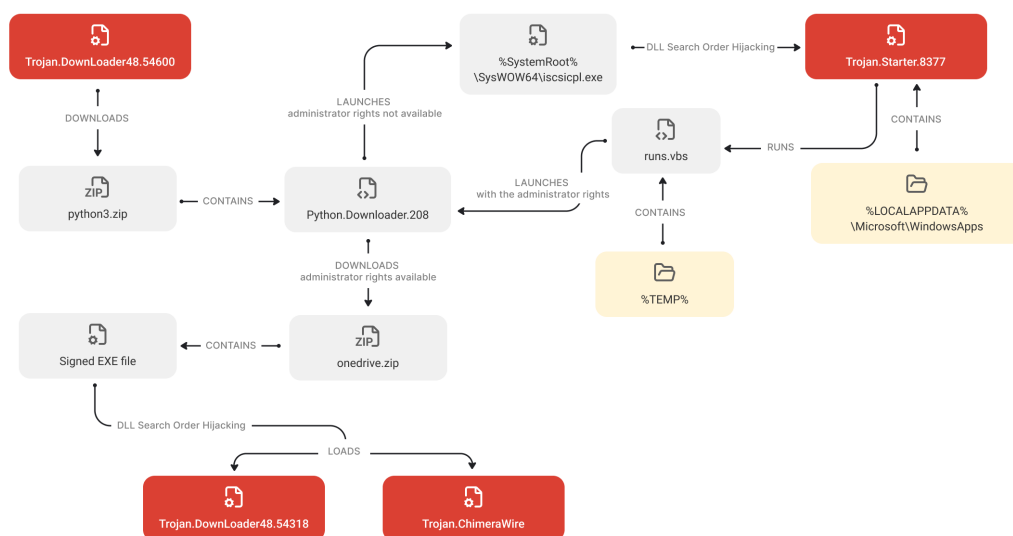 Trojan.DownLoader48.54600
%SystemRoot%
\SysWOW64\iscsicpl.exe
DLL Search Order Hijacking
Trojan.Starter.8377
LAUNCHES
administrator rights not available
DOWNLOADS
CONTAINS
runs.vbs
RUNS
ZIP
python3.zip
CONTAINS
Python.Downloader.208
LAUNCHES
with the administrator rights
CONTAINS
%LOCALAPPDATA%
\Microsoft\WindowsApps
DOWNLOADS
administrator rights available
%TEMP%
Signed EXE file
CONTAINS
ZIP
onedrive.zip
DLL Search Order Hijacking
LOADS
Trojan.DownLoader48.54318
Trojan.ChimeraWire